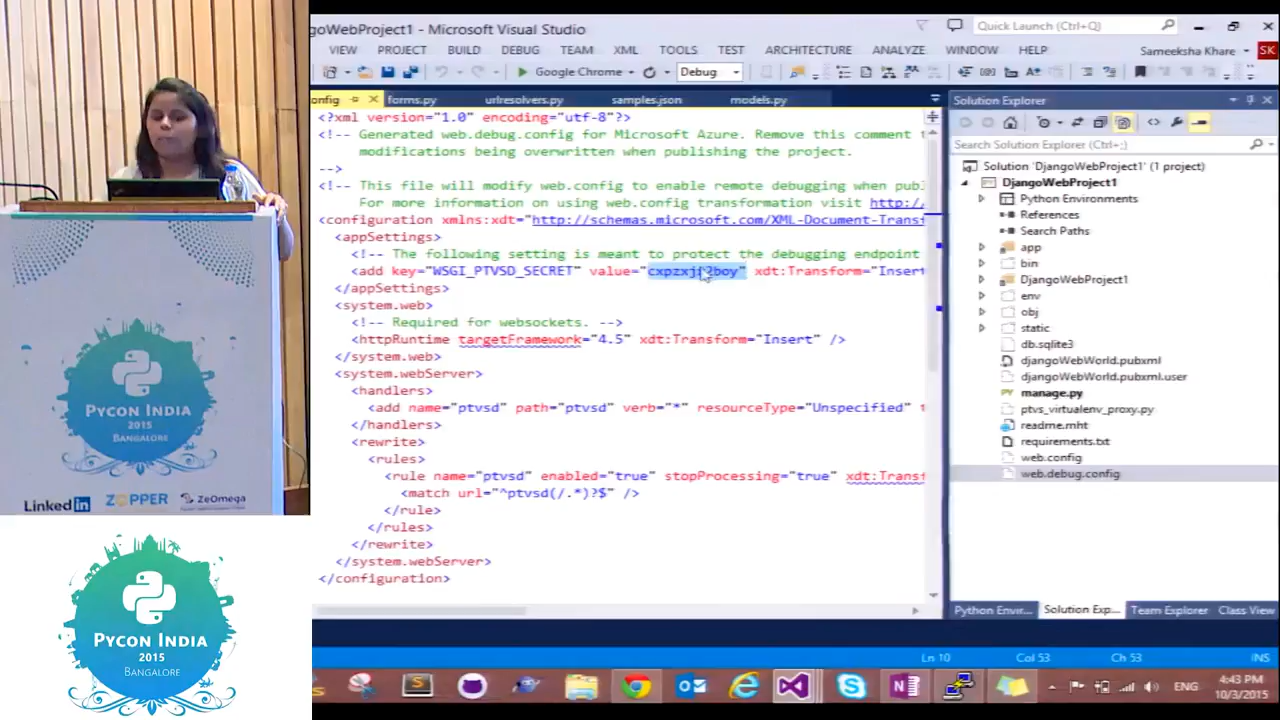 goWebProject1 - Microsoft Visual Studio
Quick Launch (Ctrl+Q)
VIEW PROJECT BUILD DEBUG TEAM XML TOOLS TEST ARCHITECTURE ANALYZE WINDOW HELP
Sameeksha Khare SK
Google Chrome Debug
onfig forms.py urlresolvers.py samples.json models.py
<?xml version="1.0" encoding="utf-8"?>
<!-- Generated web.debug.config for Microsoft Azure. Remove this comment t
modifications being overwritten when publishing the project.
-->
<!-- This file will modify web.config to enable remote debugging when publ
For more information on using web.config transformation visit http://
<configuration xmlns:xdt="http://schemas.microsoft.com/XML-Document-Transf
<appSettings>
<!-- The following setting is meant to protect the debugging endpoint
<add key="WSGI_PTVSD_SECRET" value= xdt:Transform="Insert
</appSettings>
<system.web>
<!-- Required for websockets. -->
<httpRuntime targetFramework="4.5" xdt:Transform="Insert" />
</system.web>
<system.webServer>
<handlers>
<add name="ptvsd" path="ptvsd" verb="*" resourceType="Unspecified" t
</handlers>
<rewrite>
<rules>
<rule name="ptvsd" enabled="true" stopProcessing="true" xdt:Transf
<match url="^ptvsd(/.*)?$" />
</rule>
</rules>
</rewrite>
</system.webServer>
</configuration>
Solution Explorer
Search Solution Explorer (Ctrl+;)
Solution 'DjangoWebProject1' (1 project)
DjangoWebProject1
Python Environments
References
Search Paths
app
bin
DjangoWebProject1
env
obj
static
db.sqlite3
djangoWebWorld.pubxml
djangoWebWorld.pubxml.user
manage.py
ptvs_virtualenv_proxy.py
readme.mht
requirements.txt
web.config
web.debug.config
Python Envir... Solution Exp... Team Explorer Class View
Ln 10 Col 53 Ch 53 INS
ENG
4:43 PM
10/3/2015
PYCON INDIA
2015
BANGALORE
LinkedIn ZOPPER ZeOmega
PYCON INDIA
2015
BANGALORE